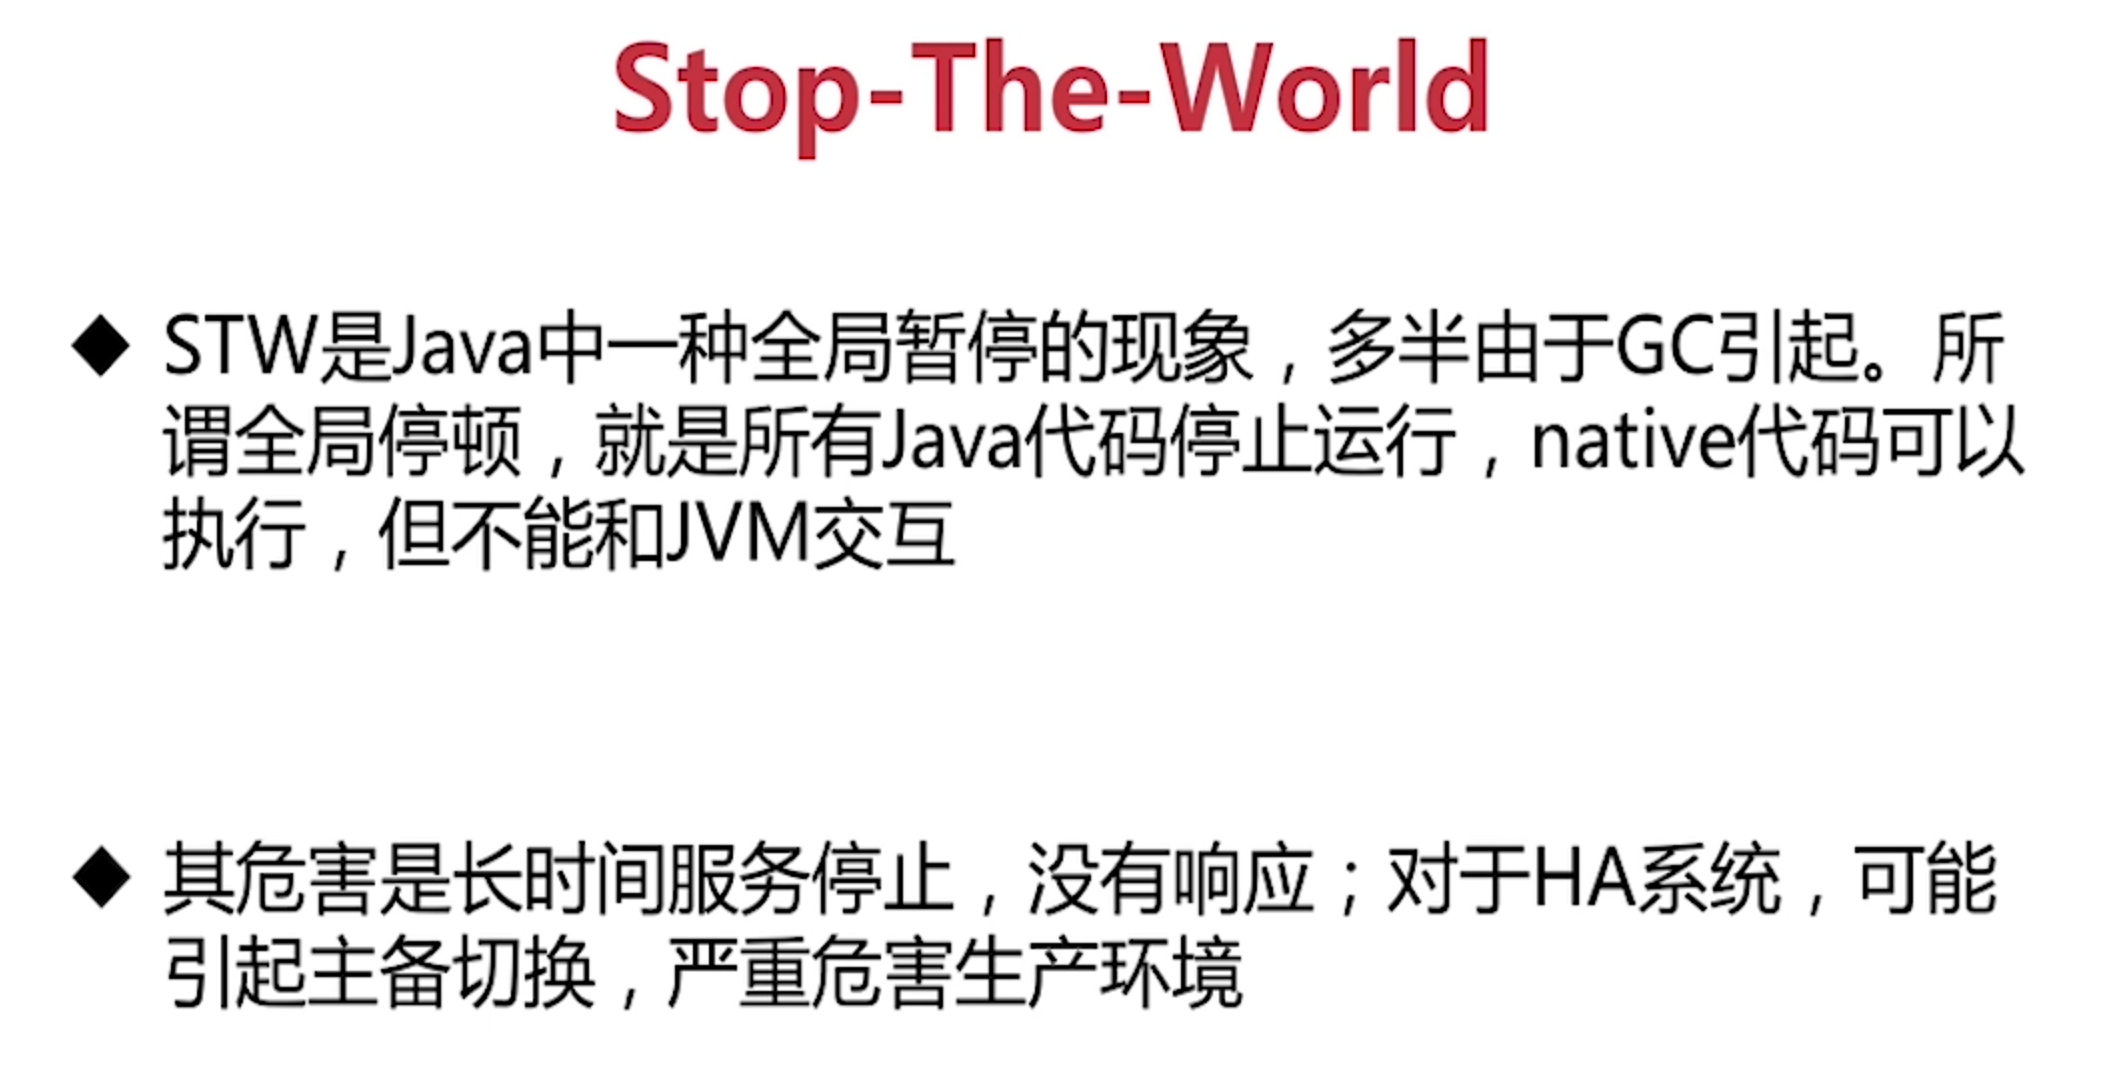 Stop-The-World
◆ STW是Java中一种全局暂停的现象，多半由于GC引起。所
谓全局停顿，就是所有Java代码停止运行，native代码可以
执行，但不能和JVM交互
◆ 其危害是长时间服务停止，没有响应；对于HA系统，可能
引起主备切换，严重危害生产环境